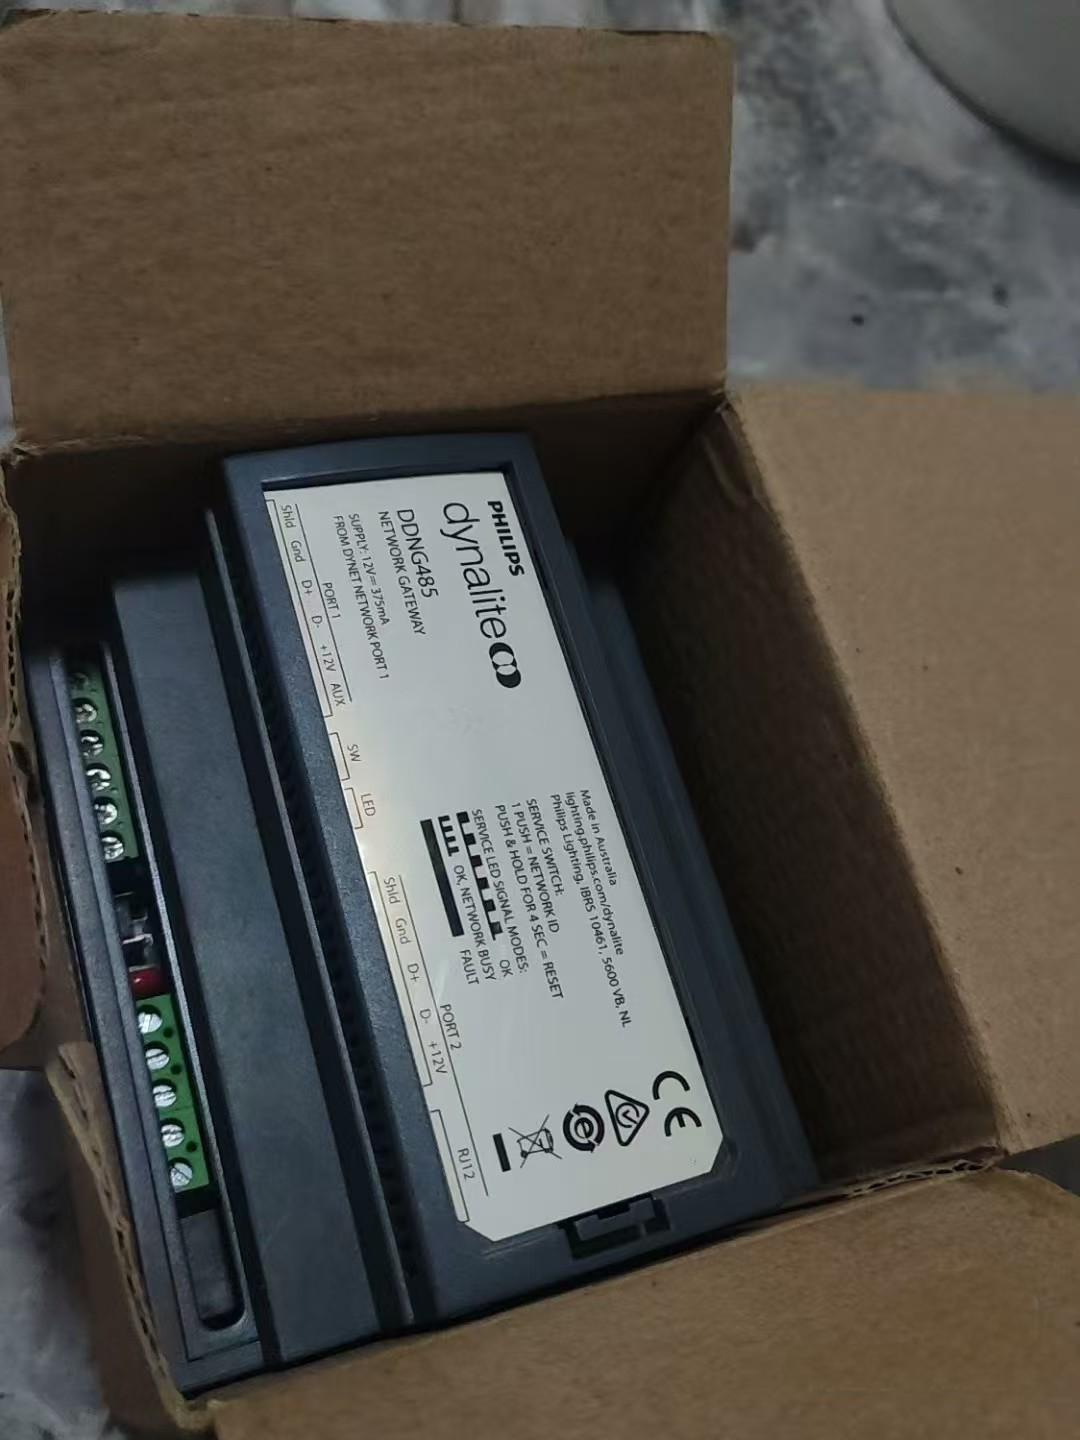 PHILIPS
dynalite
DDNG485
NETWORK GATEWAY
SUPPLY: 12V⎓ 375mA
FROM DYNET NETWORK PORT 1
PORT 1
Shld Gnd D+ D- +12V AUX
SW
LED
Made in Australia
lighting.philips.com/dynalite
Philips Lighting, IBRS 10461, 5600 VB, NL
SERVICE SWITCH:
1 PUSH = NETWORK ID
PUSH & HOLD FOR 4 SEC = RESET
SERVICE LED SIGNAL MODES:
OK
OK, NETWORK BUSY
FAULT
PORT 2
Shld Gnd D+ D- +12V
RJ12
CE